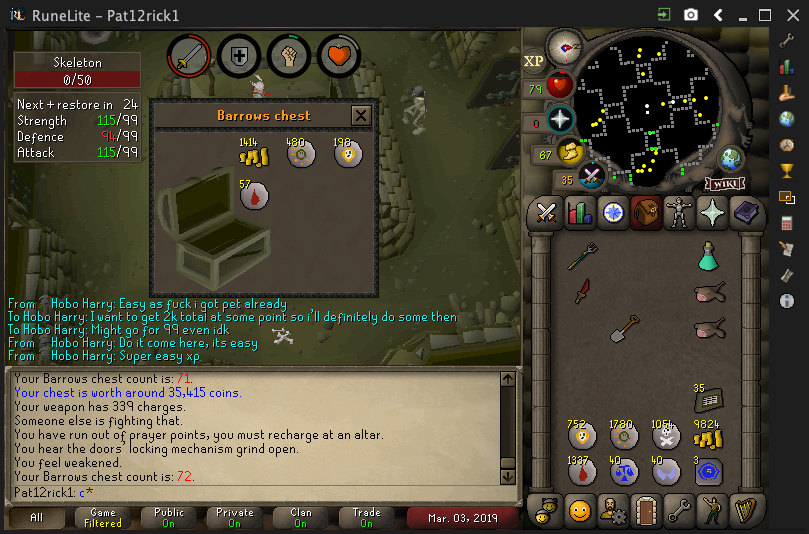 RuneLite - Pat12rick1
Skeleton
0/50
Next + restore in 24
Strength 115/99
Defence 94/99
Attack 115/99
Barrows chest
1414
480
198
57
XP
79
0
67
35
WIKI
From Hobo Harry: Easy as fuck i got pet already
To Hobo Harry: I want to get 2k total at some point so i'll definitely do some then
To Hobo Harry: Might go for 99 even idk
From Hobo Harry: Do it come here, its easy
From Hobo Harry: Super easy xp
Your Barrows chest count is: 71.
Your chest is worth around 35,415 coins.
Your weapon has 339 charges.
Someone else is fighting that.
You have run out of prayer points, you must recharge at an altar.
You hear the doors' locking mechanism grind open.
You feel weakened.
Your Barrows chest count is: 72.
Pat12rick1: c*
35
752
1780
1054
9824
1337
40
40
3
All
Game
Filtered
Public
On
Private
On
Clan
On
Trade
On
Mar. 03, 2019